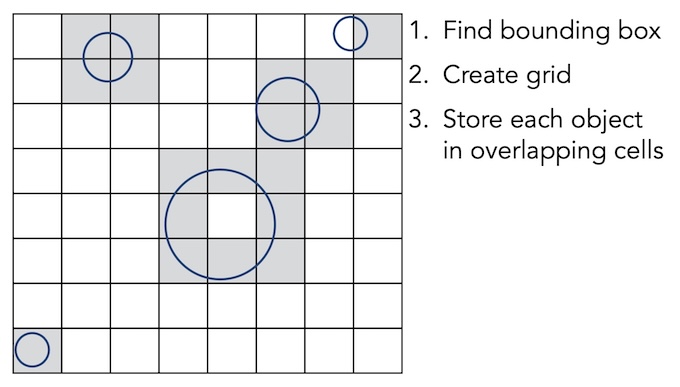 1. Find bounding box
2. Create grid
3. Store each object
in overlapping cells